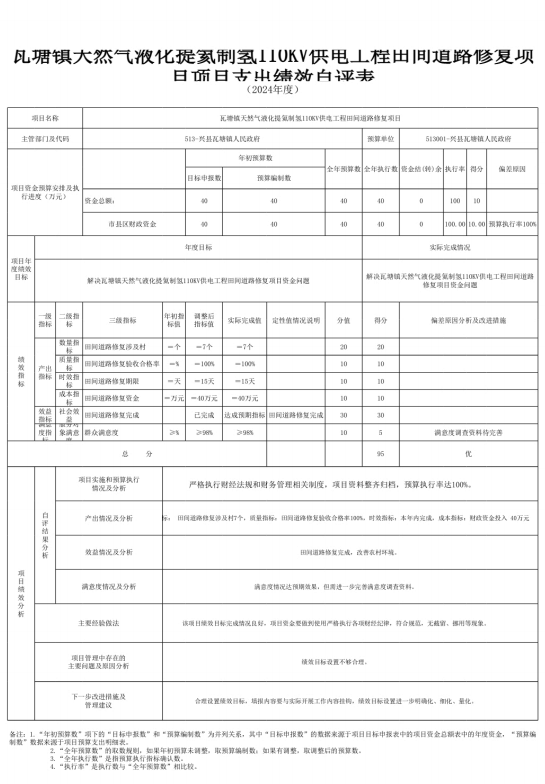 瓦塘镇天然气液化提氦制氢110KV供电工程田间道路修复项
目项目支出绩效自评表
（2024年度）
项目名称 瓦塘镇天然气液化提氦制氢110KV供电工程田间道路修复项目
主管部门及代码 513-兴县瓦塘镇人民政府 预算单位 513001-兴县瓦塘镇人民政府
项目资金预算安排及执行进度（万元） 年初预算数 全年预算数 全年执行数 资金结(转)余 执行率 得分 偏差原因
目标申报数 预算编制数
资金总额: 40 40 40 40 0 100 10
市县区财政资金 40 40 40 40 0 100.00 10.00 预算执行率100%
项目年度绩效目标 年度目标 实际完成情况
解决瓦塘镇天然气液化提氦制氢110KV供电工程田间道路修复项目资金问题 解决瓦塘镇天然气液化提氦制氢110KV供电工程田间道路修复项目资金问题
绩效指标 一级指标 二级指标 三级指标 年初指标值 调整后指标值 实际完成值 定性值情况说明 分值 得分 偏差原因分析及改进措施
产出指标 数量指标 田间道路修复涉及村 ＝个 ＝7个 ＝7个 20 20
质量指标 田间道路修复验收合格率 ＝% ＝100% ＝100% 10 10
时效指标 田间道路修复期限 ＝天 ＝15天 ＝15天 10 10
成本指标 田间道路修复资金 ＝万元 ＝40万元 ＝40万元 10 10
效益指标 社会效益 田间道路修复完成 已完成 达成预期指标 田间道路修复完成 30 30
满意度指标 服务对象满意度 群众满意度 ≥% ≥98% ≥98% 10 5 满意度调查资料待完善
总 分 95 优
项目绩效分析 自评结果分析 项目实施和预算执行情况及分析 严格执行财经法规和财务管理相关制度，项目资料整齐归档，预算执行率达100%。
产出情况及分析 标: 田间道路修复涉及村7个，质量指标：田间道路修复验收合格率100%，时效指标：本年内完成，成本指标：财政资金投入 40万元
效益情况及分析 田间道路修复完成，改善农村环境。
满意度情况及分析 满意度情况达预期效果，但需进一步完善满意度调查资料。
主要经验做法 该项目绩效目标完成情况良好，项目资金要做到使用严格执行各项财经纪律，符合规范，无截留、挪用等现象。
项目管理中存在的主要问题及原因分析 绩效目标设置不够合理。
下一步改进措施及管理建议 合理设置绩效目标，填报内容要与实际开展工作内容挂钩，绩效目标设置进一步明确化、细化、量化。
备注：1.“年初预算数”项下的“目标申报数”和“预算编制数”为并列关系，其中“目标申报数”的数据来源于项目目标申报表中的项目资金总额表中的年度资金，“预算编
制数”数据来源于项目预算支出明细表。
2.“全年预算数”的取数规则，如果年初预算未调整，取预算编制数；如果有调整，取调整后的预算数。
3.“全年执行数”是指预算执行指标确认数。
4.“执行率”是执行数与“全年预算数”相比较。